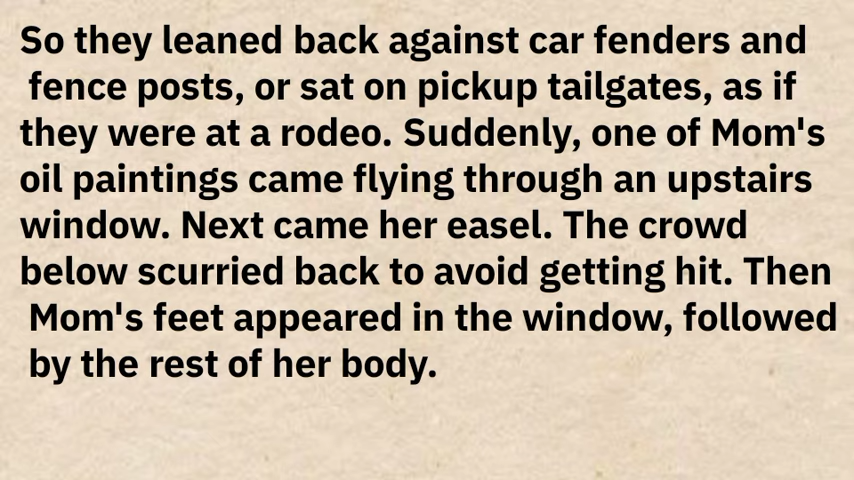 So they leaned back against car fenders and
fence posts, or sat on pickup tailgates, as if
they were at a rodeo. Suddenly, one of Mom's
oil paintings came flying through an upstairs
window. Next came her easel. The crowd
below scurried back to avoid getting hit. Then
Mom's feet appeared in the window, followed
by the rest of her body.